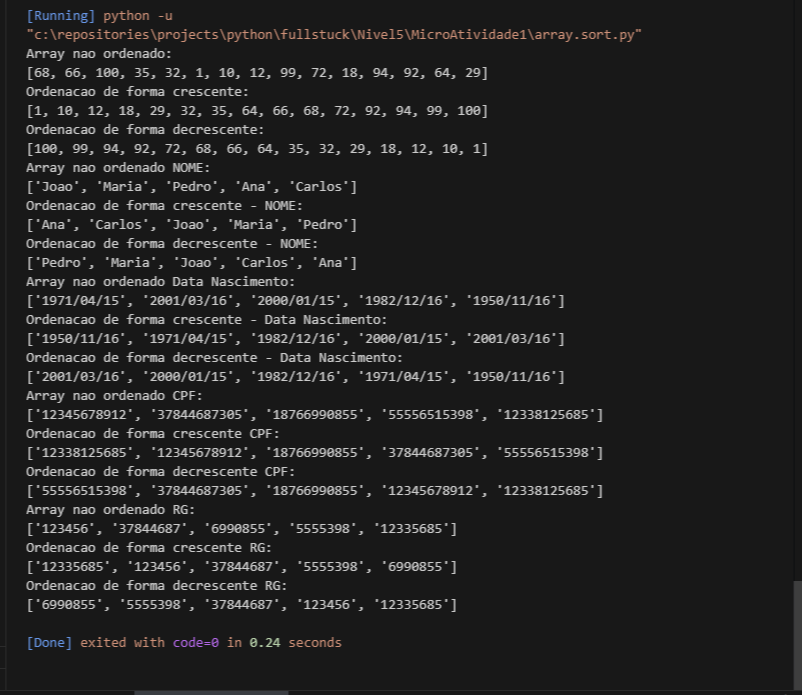 [Running] python -u
"c:\repositories\projects\python\fullstuck\Nivel5\MicroAtividade1\array.sort.py"
Array nao ordenado:
[68, 66, 100, 35, 32, 1, 10, 12, 99, 72, 18, 94, 92, 64, 29]
Ordenacao de forma crescente:
[1, 10, 12, 18, 29, 32, 35, 64, 66, 68, 72, 92, 94, 99, 100]
Ordenacao de forma decrescente:
[100, 99, 94, 92, 72, 68, 66, 64, 35, 32, 29, 18, 12, 10, 1]
Array nao ordenado NOME:
['Joao', 'Maria', 'Pedro', 'Ana', 'Carlos']
Ordenacao de forma crescente - NOME:
['Ana', 'Carlos', 'Joao', 'Maria', 'Pedro']
Ordenacao de forma decrescente - NOME:
['Pedro', 'Maria', 'Joao', 'Carlos', 'Ana']
Array nao ordenado Data Nascimento:
['1971/04/15', '2001/03/16', '2000/01/15', '1982/12/16', '1950/11/16']
Ordenacao de forma crescente - Data Nascimento:
['1950/11/16', '1971/04/15', '1982/12/16', '2000/01/15', '2001/03/16']
Ordenacao de forma decrescente - Data Nascimento:
['2001/03/16', '2000/01/15', '1982/12/16', '1971/04/15', '1950/11/16']
Array nao ordenado CPF:
['12345678912', '37844687305', '18766990855', '55556515398', '12338125685']
Ordenacao de forma crescente CPF:
['12338125685', '12345678912', '18766990855', '37844687305', '55556515398']
Ordenacao de forma decrescente CPF:
['55556515398', '37844687305', '18766990855', '12345678912', '12338125685']
Array nao ordenado RG:
['123456', '37844687', '6990855', '5555398', '12335685']
Ordenacao de forma crescente RG:
['12335685', '123456', '37844687', '5555398', '6990855']
Ordenacao de forma decrescente RG:
['6990855', '5555398', '37844687', '123456', '12335685']
[Done] exited with code=0 in 0.24 seconds